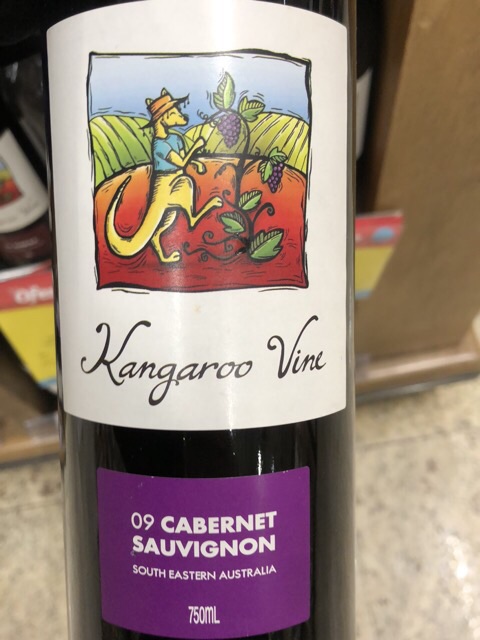 Kangaroo Vine
09 CABERNET
SAUVIGNON
SOUTH EASTERN AUSTRALIA
750mL